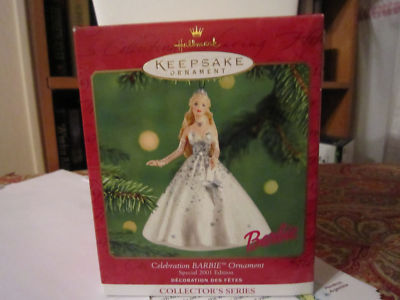 Hallmark
KEEPSAKE
ORNAMENT
Barbie
Celebration BARBIE™ Ornament
Special 2001 Edition
DÉCORATION DES FÊTES
COLLECTOR'S SERIES